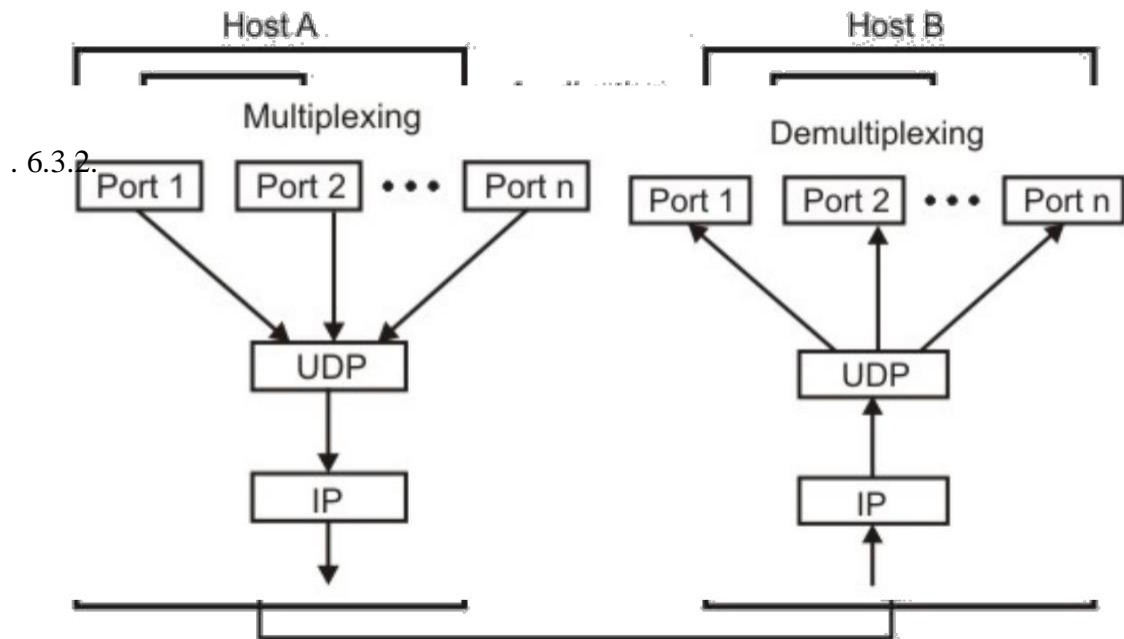 Host A
Host B
Multiplexing
Demultiplexing
. 6.3.2.
Port 1
Port 2
•••
Port n
Port 1
Port 2
•••
Port n
UDP
UDP
IP
IP